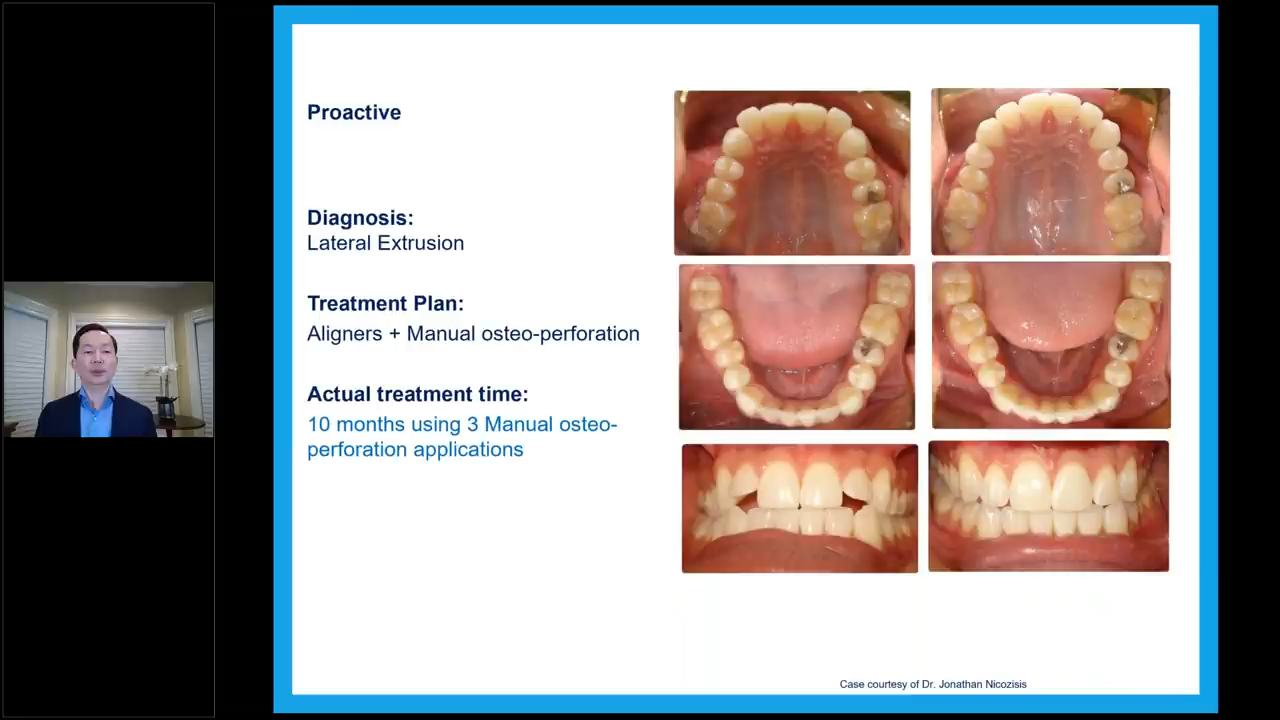 Proactive
Diagnosis:
Lateral Extrusion
Treatment Plan:
Aligners + Manual osteo-perforation
Actual treatment time:
10 months using 3 Manual osteo-
perforation applications
Case courtesy of Dr. Jonathan Nicozisis